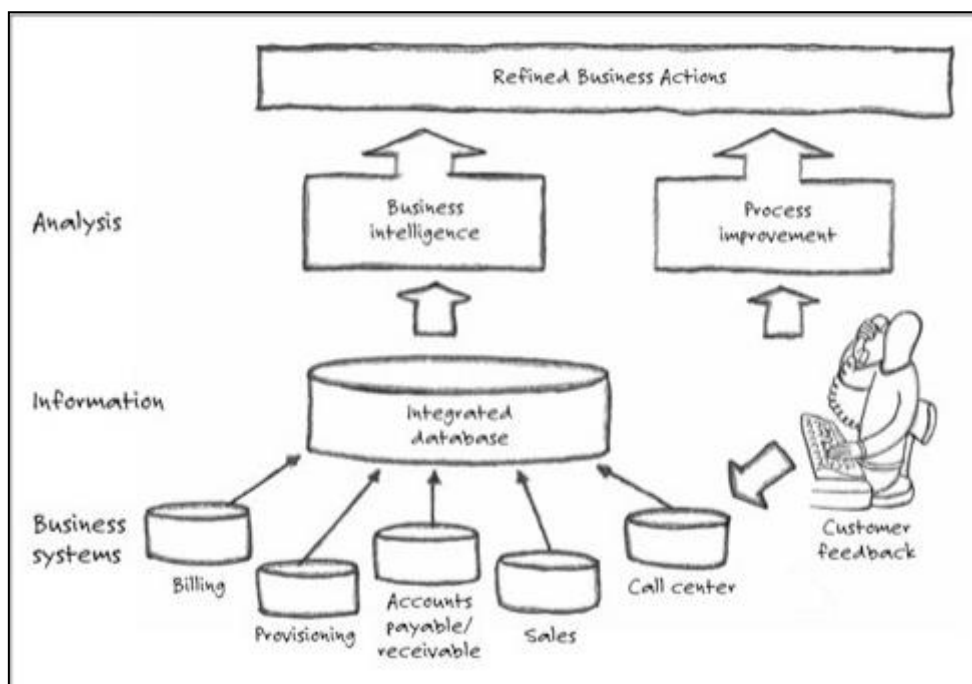 Refined Business Actions
Analysis
Business
intelligence
Process
improvement
Information
Integrated
database
Business
systems
Billing
Provisioning
Accounts
payable/
receivable
Sales
Call center
Customer
feedback